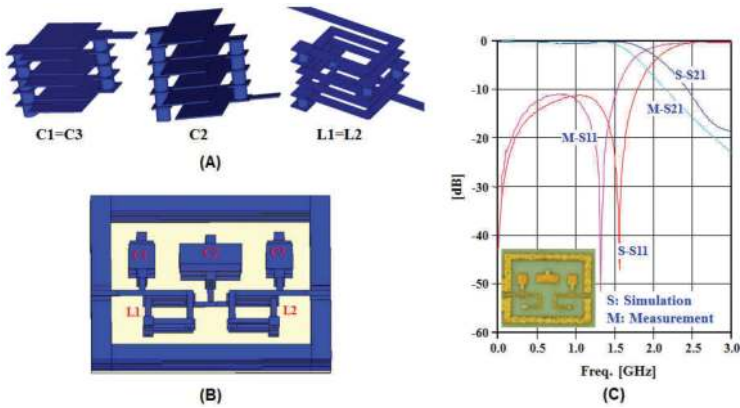 C1=C3
C2
L1=L2
(A)
C1
C2
C3
L1
L2
(B)
0
-10
-20
-30
-40
-50
-60
[dB]
S-S21
M-S21
M-S11
S-S11
S: Simulation
M: Measurement
0.0 0.5 1.0 1.5 2.0 2.5 3.0
Freq. [GHz]
(C)